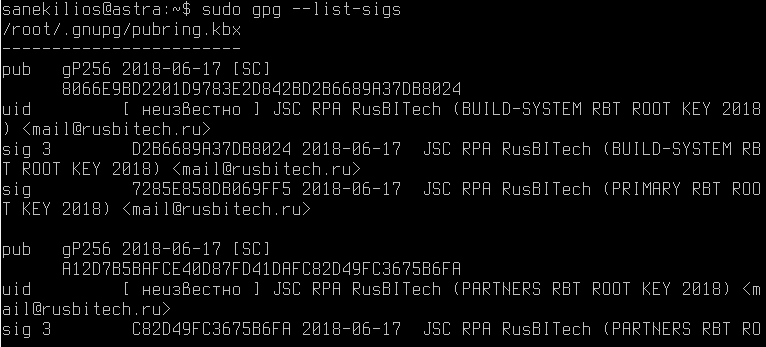 sanekilios@astra:~$ sudo gpg --list-sigs
/root/.gnupg/pubring.kbx
------------------------
pub   gP256 2018-06-17 [SC]
      8066E9BD2201D9783E2D842BD2B6689A37DB8024
uid         [ неизвестно ] JSC RPA RusBITech (BUILD-SYSTEM RBT ROOT KEY 2018
) <mail@rusbitech.ru>
sig 3        D2B6689A37DB8024 2018-06-17  JSC RPA RusBITech (BUILD-SYSTEM RB
T ROOT KEY 2018) <mail@rusbitech.ru>
sig          7285E858DB069FF5 2018-06-17  JSC RPA RusBITech (PRIMARY RBT ROO
T KEY 2018) <mail@rusbitech.ru>
pub   gP256 2018-06-17 [SC]
      A12D7B5BAFCE40D87FD41DAFC82D49FC3675B6FA
uid         [ неизвестно ] JSC RPA RusBITech (PARTNERS RBT ROOT KEY 2018) <m
ail@rusbitech.ru>
sig 3        C82D49FC3675B6FA 2018-06-17  JSC RPA RusBITech (PARTNERS RBT RO